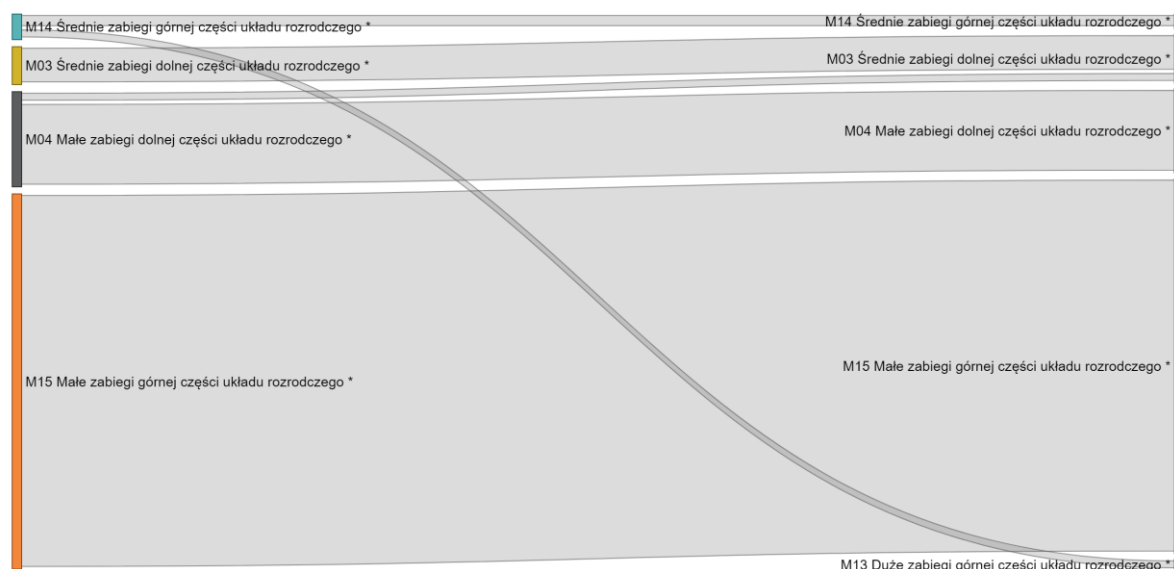 M14 Średnie zabiegi górnej części układu rozrodczego *
M03 Średnie zabiegi dolnej części układu rozrodczego *
M04 Małe zabiegi dolnej części układu rozrodczego *
M15 Małe zabiegi górnej części układu rozrodczego *
M14 Średnie zabiegi górnej części układu rozrodczego *
M03 Średnie zabiegi dolnej części układu rozrodczego *
M04 Małe zabiegi dolnej części układu rozrodczego *
M15 Małe zabiegi górnej części układu rozrodczego *
M13 Duże zabiegi górnej części układu rozrodczego *